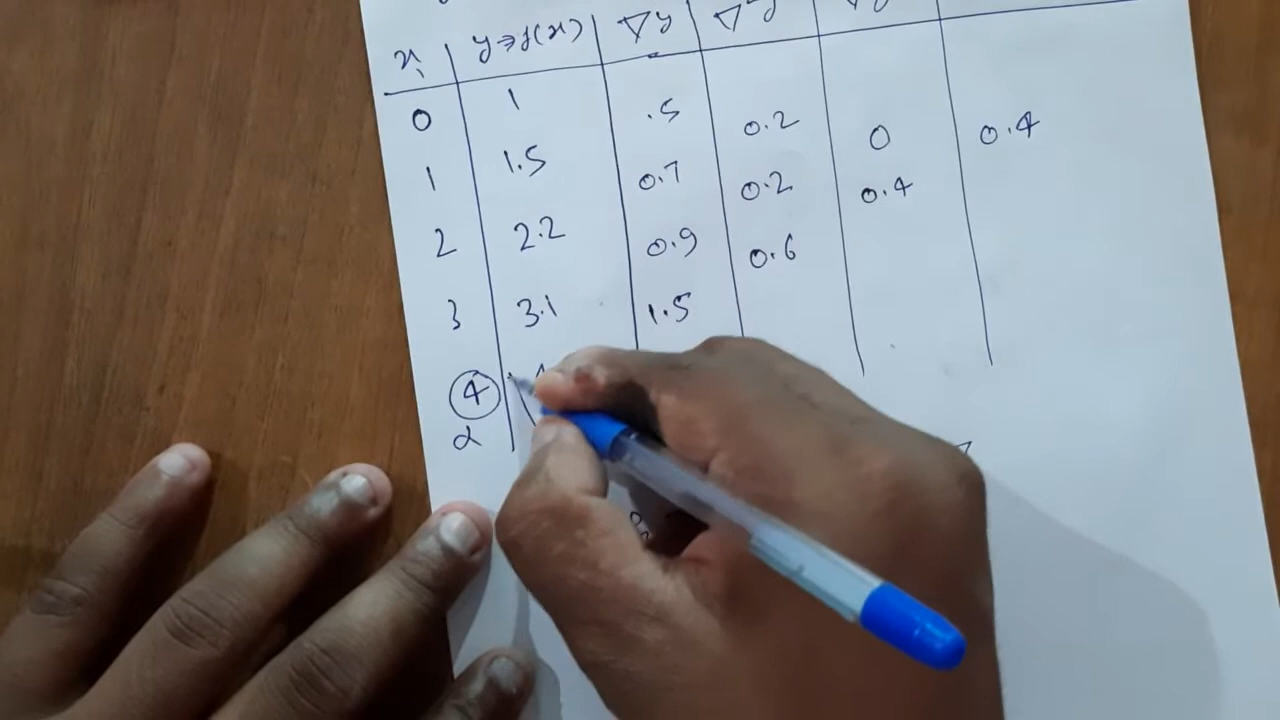 x y⇒f(x) ∇y ∇²y ∇y
0 1 .5 0.2 0 0.4
1 1.5 0.7 0.2 0.4
2 2.2 0.9 0.6
3 3.1 1.5
4
α